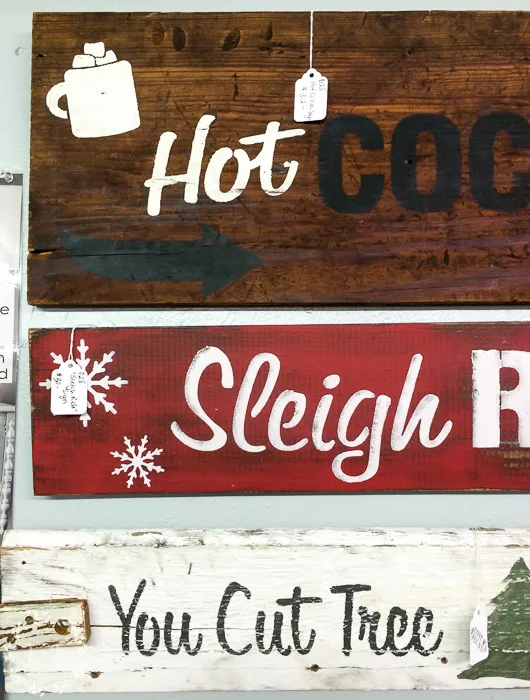 Hot COC
Sleigh R
You Cut Tree
e
n
d